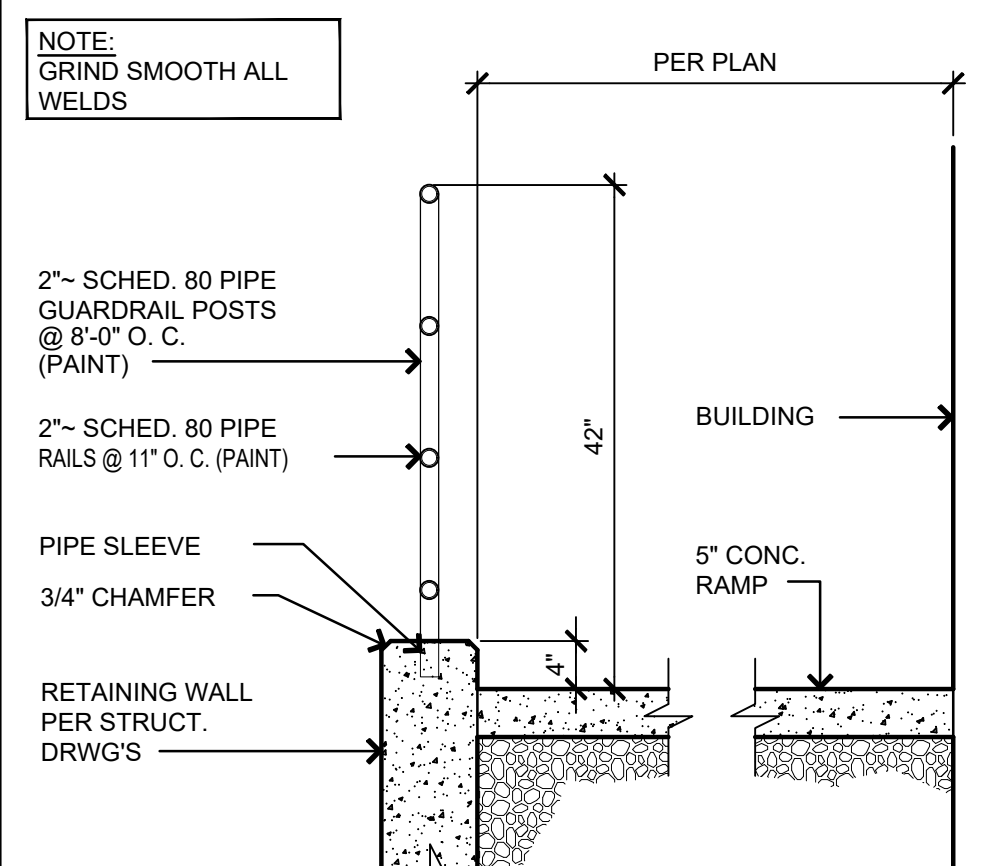 NOTE:
GRIND SMOOTH ALL
WELDS
PER PLAN
2"~ SCHED. 80 PIPE
GUARDRAIL POSTS
@ 8'-0" O. C.
(PAINT)
42"
BUILDING
2"~ SCHED. 80 PIPE
RAILS @ 11" O. C. (PAINT)
PIPE SLEEVE
3/4" CHAMFER
5" CONC.
RAMP
4"
RETAINING WALL
PER STRUCT.
DRWG'S